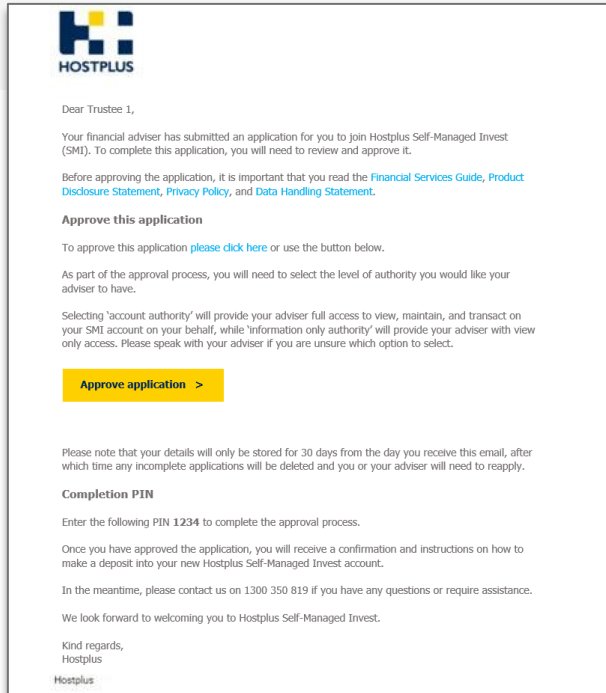 HOSTPLUS
Dear Trustee 1,
Your financial adviser has submitted an application for you to join Hostplus Self-Managed Invest
(SMI). To complete this application, you will need to review and approve it.
Before approving the application, it is important that you read the Financial Services Guide, Product
Disclosure Statement, Privacy Policy, and Data Handling Statement.
Approve this application
To approve this application please click here or use the button below.
As part of the approval process, you will need to select the level of authority you would like your
adviser to have.
Selecting ‘account authority’ will provide your adviser full access to view, maintain, and transact on
your SMI account on your behalf, while ‘information only authority’ will provide your adviser with view
only access. Please speak with your adviser if you are unsure which option to select.
Approve application >
Please note that your details will only be stored for 30 days from the day you receive this email, after
which time any incomplete applications will be deleted and you or your adviser will need to reapply.
Completion PIN
Enter the following PIN 1234 to complete the approval process.
Once you have approved the application, you will receive a confirmation and instructions on how to
make a deposit into your new Hostplus Self-Managed Invest account.
In the meantime, please contact us on 1300 350 819 if you have any questions or require assistance.
We look forward to welcoming you to Hostplus Self-Managed Invest.
Kind regards,
Hostplus
Hostplus